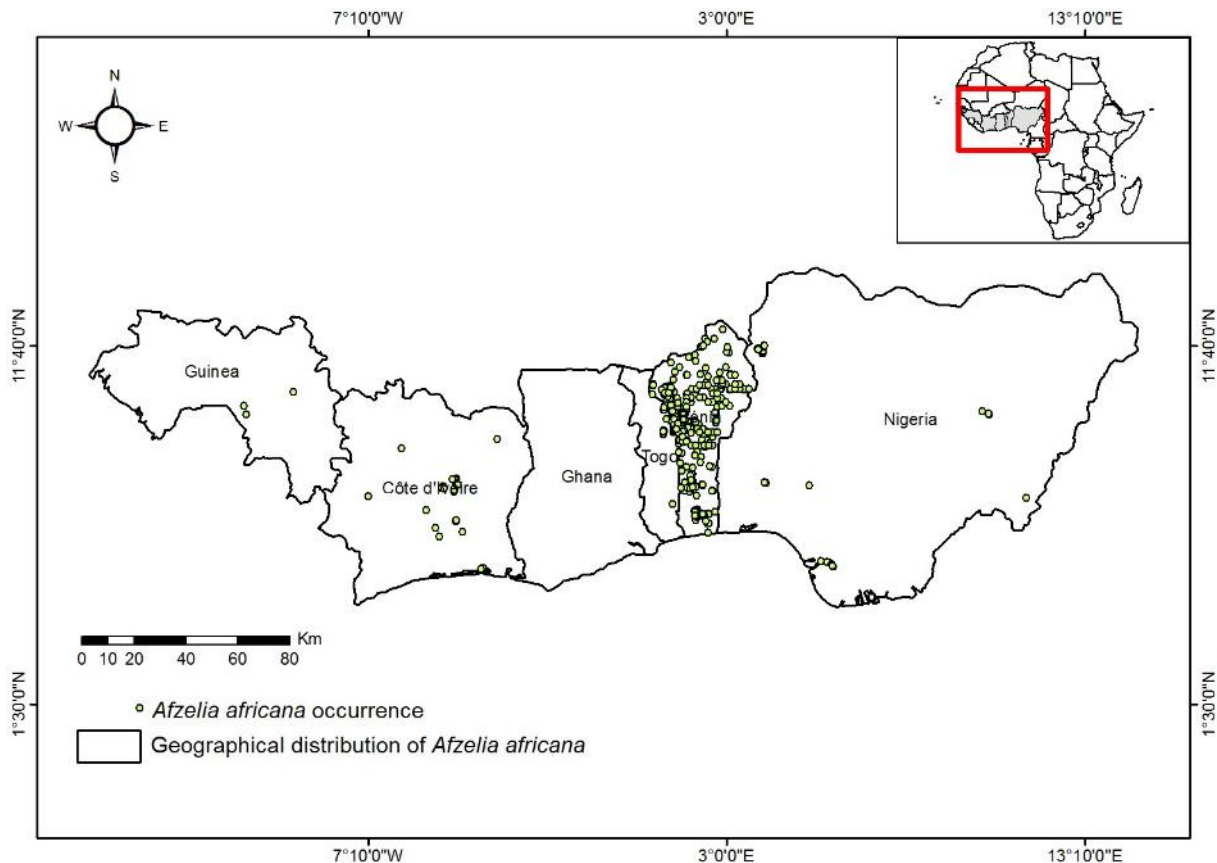 7°10'0"W 3°0'0"E 13°10'0"E
N
W E
S
11°40'0"N 11°40'0"N
Guinea
Nigeria
Togo
Ghana
Côte d'Ivoire
Km
0 10 20 40 60 80
1°30'0"N 1°30'0"N
Afzelia africana occurrence
Geographical distribution of Afzelia africana
7°10'0"W 3°0'0"E 13°10'0"E